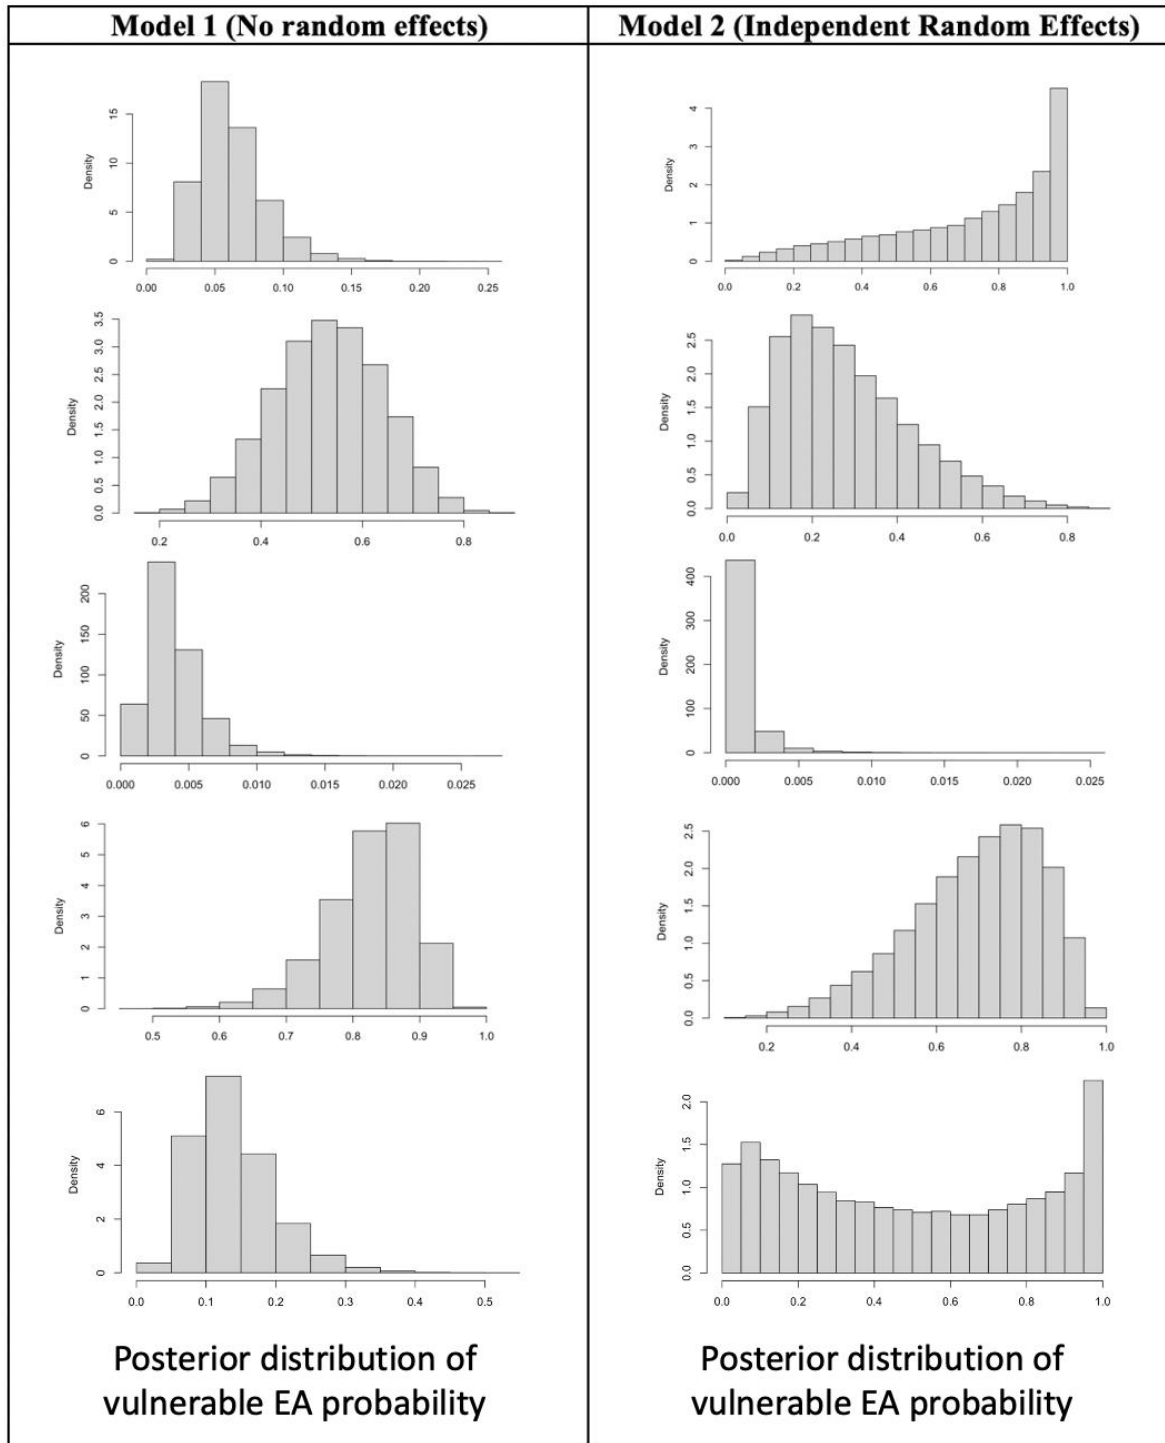 Model 1 (No random effects)
Model 2 (Independent Random Effects)
Density
0 5 10 15
0.00 0.05 0.10 0.15 0.20 0.25
Density
0 1 2 3 4
0.0 0.2 0.4 0.6 0.8 1.0
Density
0.0 0.5 1.0 1.5 2.0 2.5 3.0 3.5
0.2 0.4 0.6 0.8
Density
0.0 0.5 1.0 1.5 2.0 2.5
0.0 0.2 0.4 0.6 0.8
Density
0 50 100 150 200
0.000 0.005 0.010 0.015 0.020 0.025
Density
0 100 200 300 400
0.000 0.005 0.010 0.015 0.020 0.025
Density
0 1 2 3 4 5 6
0.5 0.6 0.7 0.8 0.9 1.0
Density
0.0 0.5 1.0 1.5 2.0 2.5
0.2 0.4 0.6 0.8 1.0
Density
0 2 4 6
0.0 0.1 0.2 0.3 0.4 0.5
Density
0.0 0.5 1.0 1.5 2.0
0.0 0.2 0.4 0.6 0.8 1.0
Posterior distribution of
vulnerable EA probability
Posterior distribution of
vulnerable EA probability